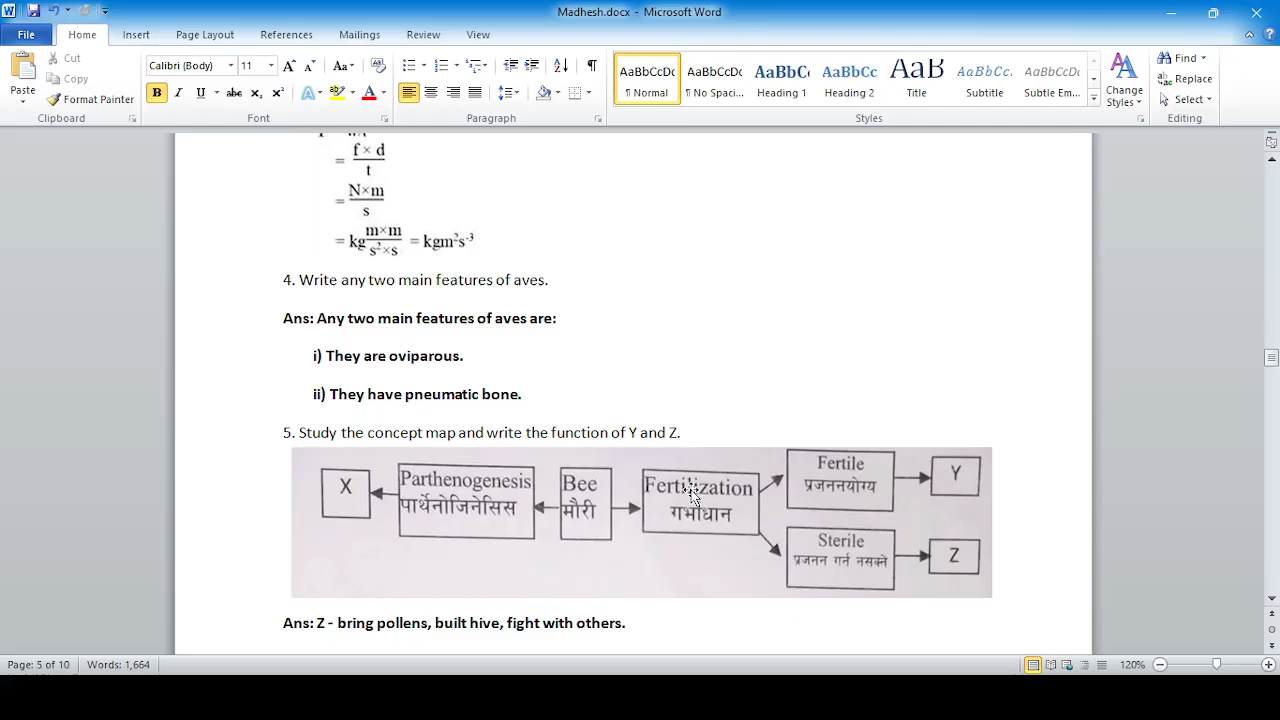 Madhesh.docx - Microsoft Word
File Home Insert Page Layout References Mailings Review View
Cut
Copy
Format Painter
Paste
Calibri (Body) 11
AaBbCcDc AaBbCcDc AaBbC AaBbCc AaB AaBbCc. AaBbCcDc
¶ Normal ¶ No Spaci... Heading 1 Heading 2 Title Subtitle Subtle Em...
Change
Styles
Find
Replace
Select
Clipboard Font Paragraph Styles Editing
= f × d
t
= N×m
s
= kg m×m = kgm²s⁻³
s²×s
4. Write any two main features of aves.
Ans: Any two main features of aves are:
i) They are oviparous.
ii) They have pneumatic bone.
5. Study the concept map and write the function of Y and Z.
X
Parthenogenesis
पार्थेनोजिनेसिस
Bee
मौरी
Fertilization
गर्भाधान
Fertile
प्रजननयोग्य
Y
Sterile
प्रजनन गर्न नसक्ने
Z
Ans: Z - bring pollens, built hive, fight with others.
Page: 5 of 10 Words: 1,664 120%